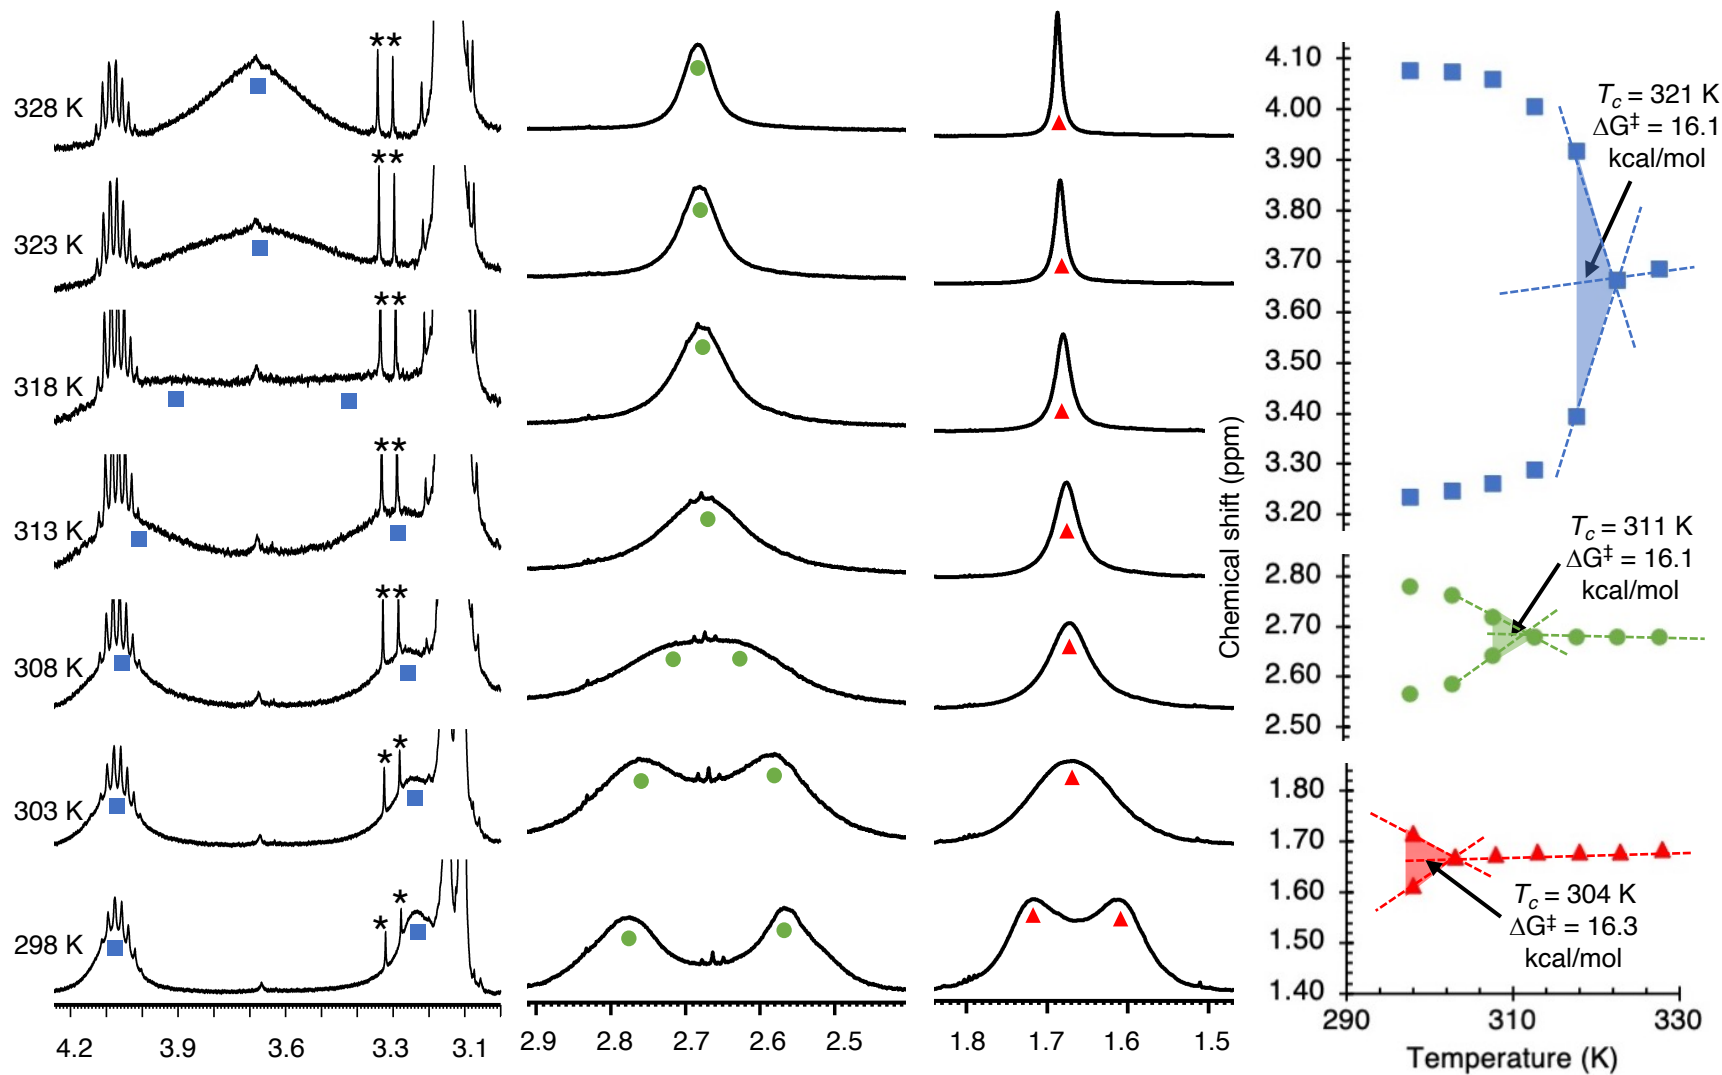 **
328 K
**
323 K
**
318 K
**
313 K
**
308 K
*
*
303 K
*
*
298 K
4.2 3.9 3.6 3.3 3.1
2.9 2.8 2.7 2.6 2.5
1.8 1.7 1.6 1.5
Chemical shift (ppm)
4.10
4.00
3.90
3.80
3.70
3.60
3.50
3.40
3.30
3.20
Tc = 321 K
ΔG‡ = 16.1
kcal/mol
2.80
2.70
2.60
2.50
Tc = 311 K
ΔG‡ = 16.1
kcal/mol
1.80
1.70
1.60
1.50
1.40
Tc = 304 K
ΔG‡ = 16.3
kcal/mol
290 310 330
Temperature (K)